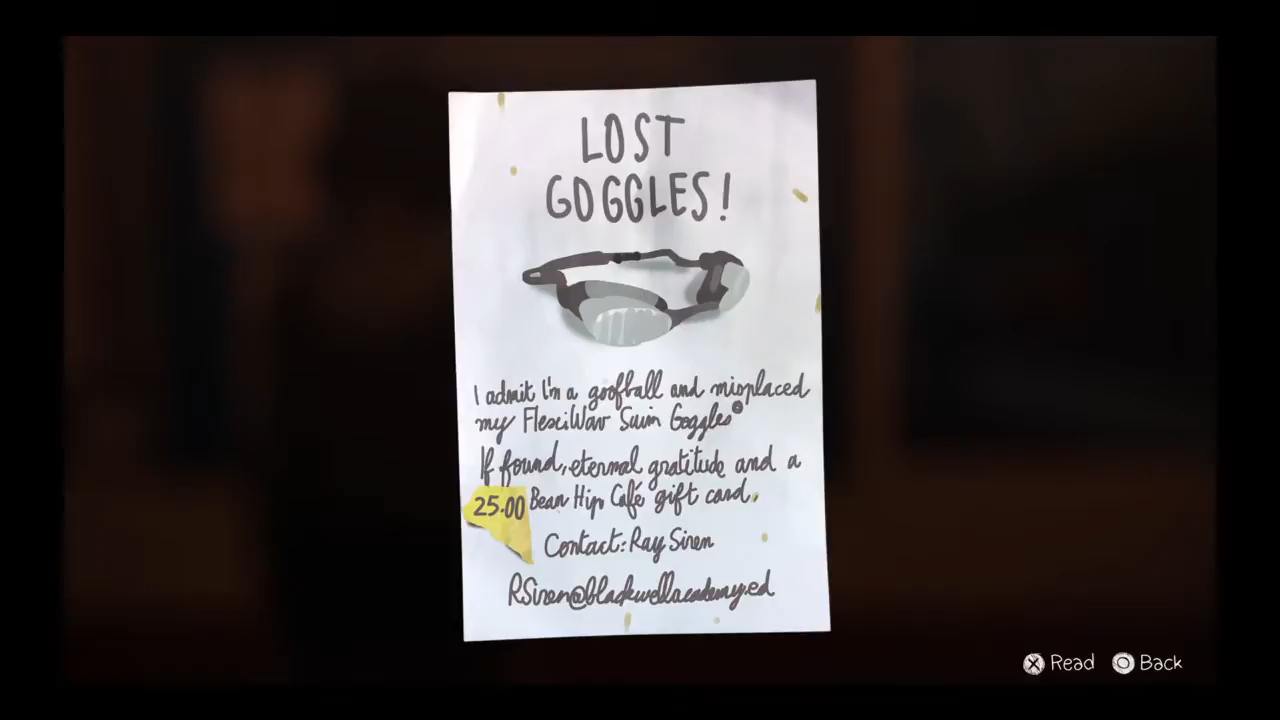 LOST
GOGGLES!
I admit I'm a goofball and misplaced
my FlexiWav Swim Goggles©
If found, eternal gratitude and a
25.00 Bean Hip Café gift card.
Contact: Ray Siren
RSiren@blackwellacademy.ed
Read Back